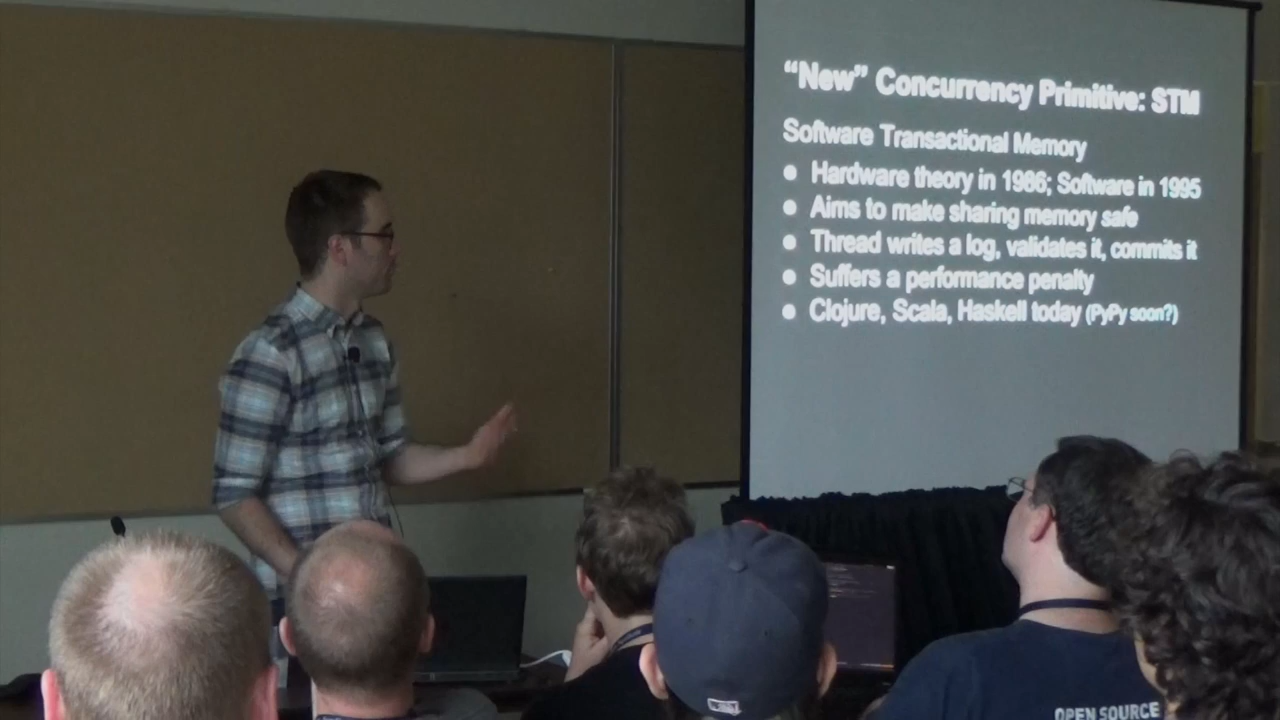 “New” Concurrency Primitive: STM
Software Transactional Memory
● Hardware theory in 1986; Software in 1995
● Aims to make sharing memory safe
● Thread writes a log, validates it, commits it
● Suffers a performance penalty
● Clojure, Scala, Haskell today (PyPy soon?)
OPEN SOURCE